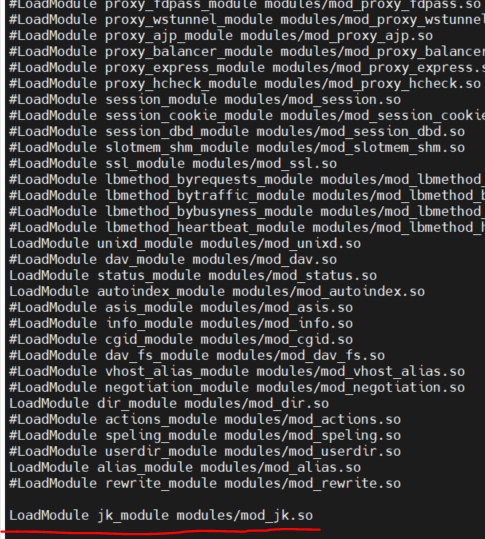 #LoadModule proxy_fdpass_module modules/mod_proxy_fdpass.so
#LoadModule proxy_wstunnel_module modules/mod_proxy_wstunnel
#LoadModule proxy_ajp_module modules/mod_proxy_ajp.so
#LoadModule proxy_balancer_module modules/mod_proxy_balancer
#LoadModule proxy_express_module modules/mod_proxy_express.s
#LoadModule proxy_hcheck_module modules/mod_proxy_hcheck.so
#LoadModule session_module modules/mod_session.so
#LoadModule session_cookie_module modules/mod_session_cookie
#LoadModule session_dbd_module modules/mod_session_dbd.so
#LoadModule slotmem_shm_module modules/mod_slotmem_shm.so
#LoadModule ssl_module modules/mod_ssl.so
#LoadModule lbmethod_byrequests_module modules/mod_lbmethod_
#LoadModule lbmethod_bytraffic_module modules/mod_lbmethod_b
#LoadModule lbmethod_bybusyness_module modules/mod_lbmethod_
#LoadModule lbmethod_heartbeat_module modules/mod_lbmethod_h
LoadModule unixd_module modules/mod_unixd.so
#LoadModule dav_module modules/mod_dav.so
LoadModule status_module modules/mod_status.so
LoadModule autoindex_module modules/mod_autoindex.so
#LoadModule asis_module modules/mod_asis.so
#LoadModule info_module modules/mod_info.so
#LoadModule cgid_module modules/mod_cgid.so
#LoadModule dav_fs_module modules/mod_dav_fs.so
#LoadModule vhost_alias_module modules/mod_vhost_alias.so
#LoadModule negotiation_module modules/mod_negotiation.so
LoadModule dir_module modules/mod_dir.so
#LoadModule actions_module modules/mod_actions.so
#LoadModule speling_module modules/mod_speling.so
#LoadModule userdir_module modules/mod_userdir.so
LoadModule alias_module modules/mod_alias.so
#LoadModule rewrite_module modules/mod_rewrite.so
LoadModule jk_module modules/mod_jk.so